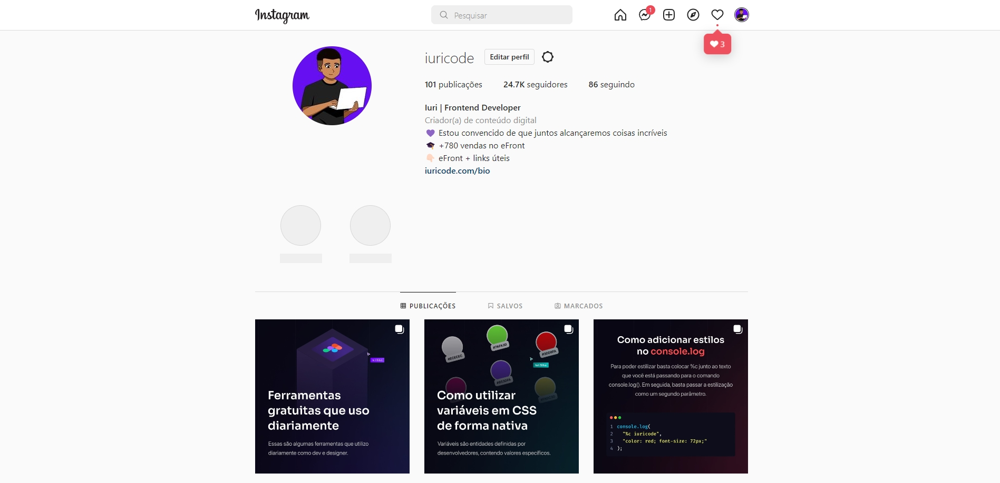 Instagram
Pesquisar
1
3
iuricode
Editar perfil
101 publicações 24.7K seguidores 86 seguindo
Iuri | Frontend Developer
Criador(a) de conteúdo digital
💜 Estou convencido de que juntos alcançaremos coisas incríveis
🎓 +780 vendas no eFront
👇🏻 eFront + links úteis
iuricode.com/bio
PUBLICAÇÕES SALVOS MARCADOS
Ferramentas
gratuitas que uso
diariamente
Essas são algumas ferramentas que utilizo
diariamente como dev e designer.
#7AFA3D
#ECECEC
Iuri Silva
Como utilizar
variáveis em CSS
de forma nativa
Variáveis são entidades definidas por
desenvolvedores, contendo valores específicos.
Como adicionar estilos
no console.log
Para poder estilizar basta colocar %c junto ao texto
que você está passando para o comando
console.log(). Em seguida, basta passar a estilização
como um segundo parâmetro.
1 console.log(
2 "%c iuricode",
3 "color: red; font-size: 72px;"
4 );